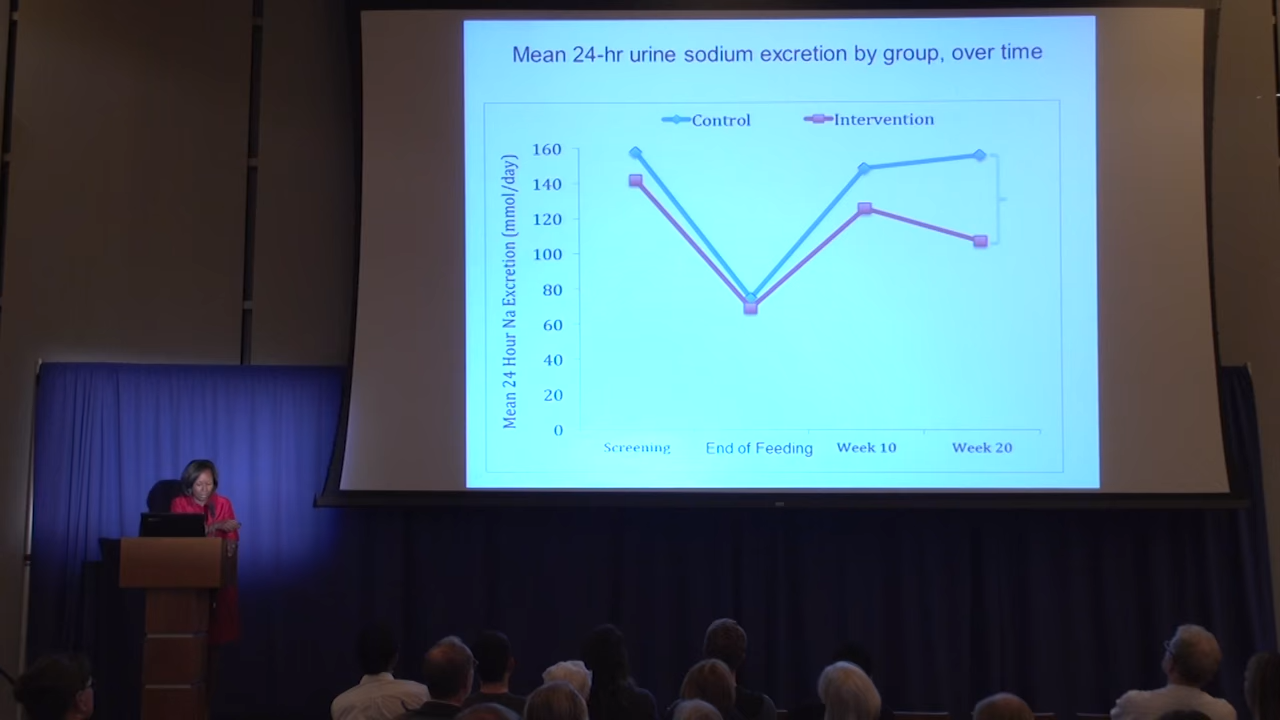 Mean 24-hr urine sodium excretion by group, over time
Control
Intervention
Mean 24 Hour Na Excretion (mmol/day)
160
140
120
100
80
60
40
20
0
Screening
End of Feeding
Week 10
Week 20